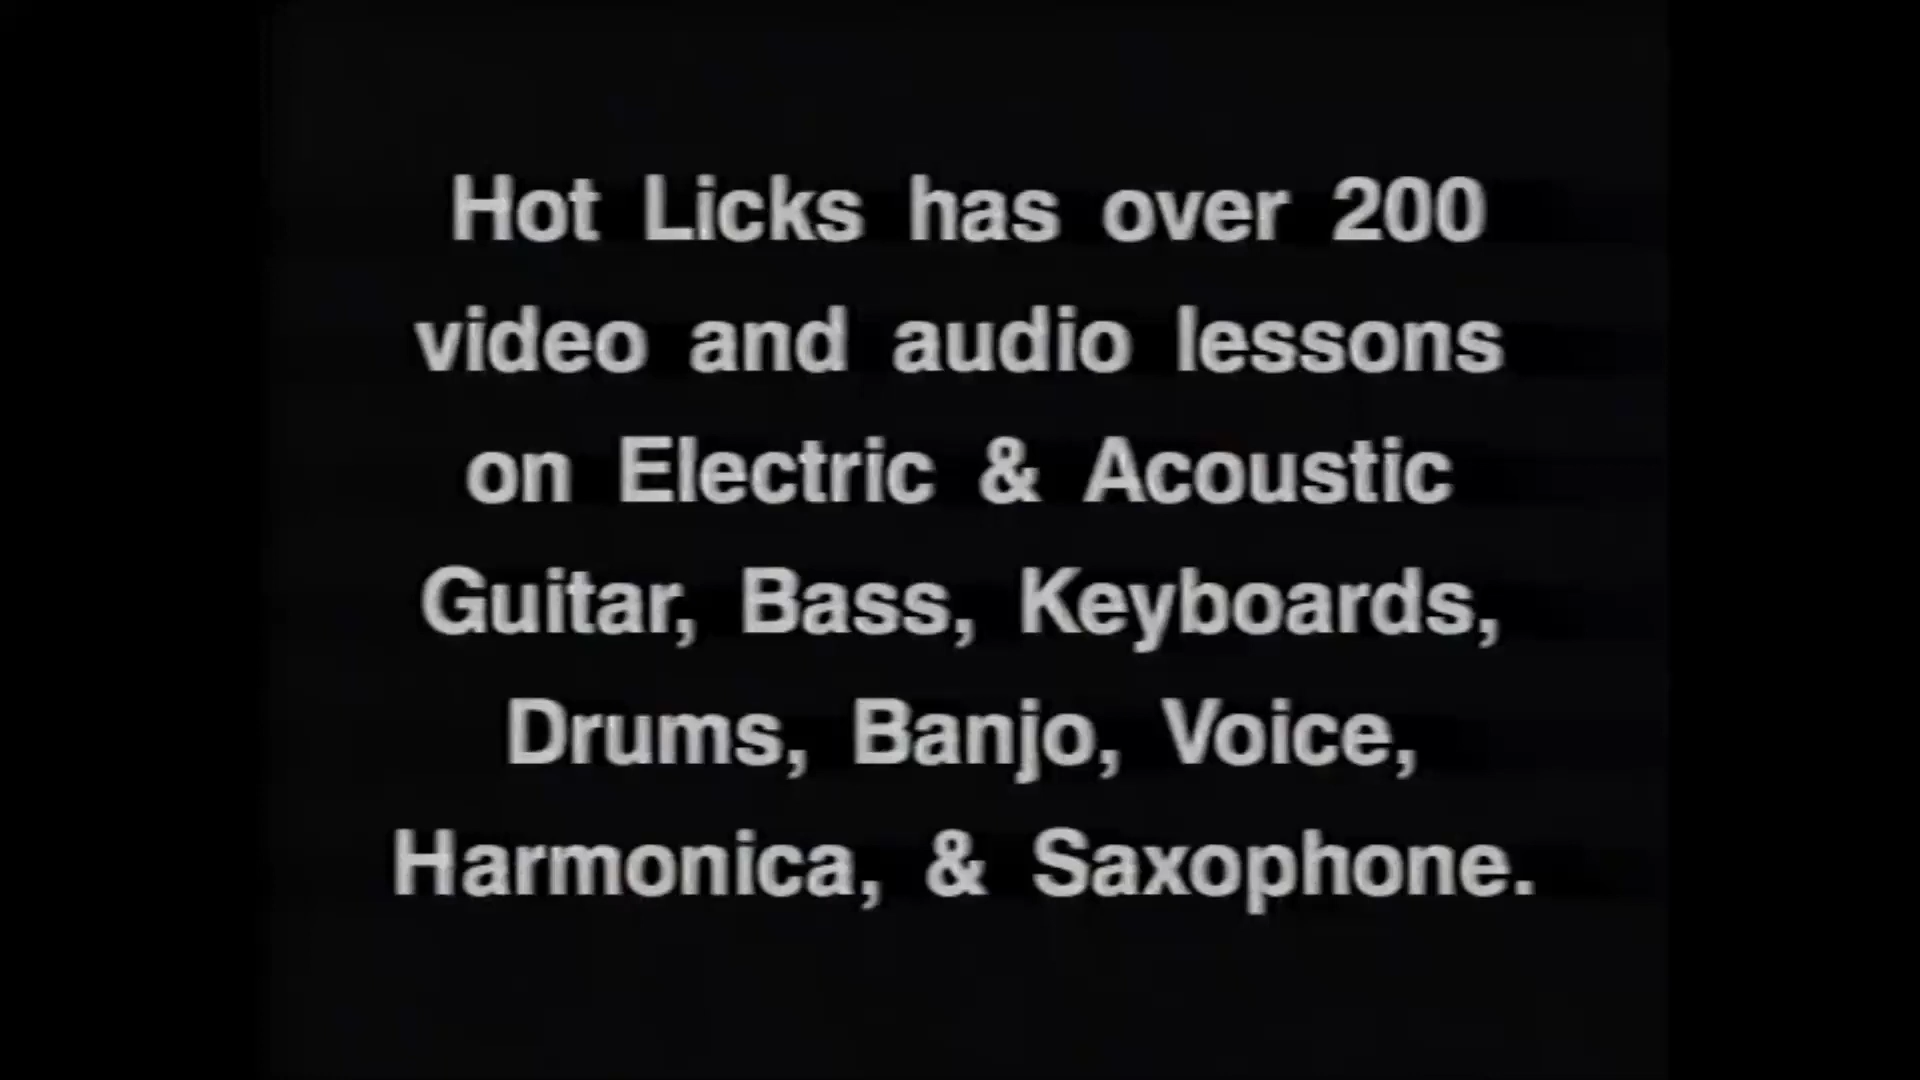 Hot Licks has over 200
video and audio lessons
on Electric & Acoustic
Guitar, Bass, Keyboards,
Drums, Banjo, Voice,
Harmonica, & Saxophone.